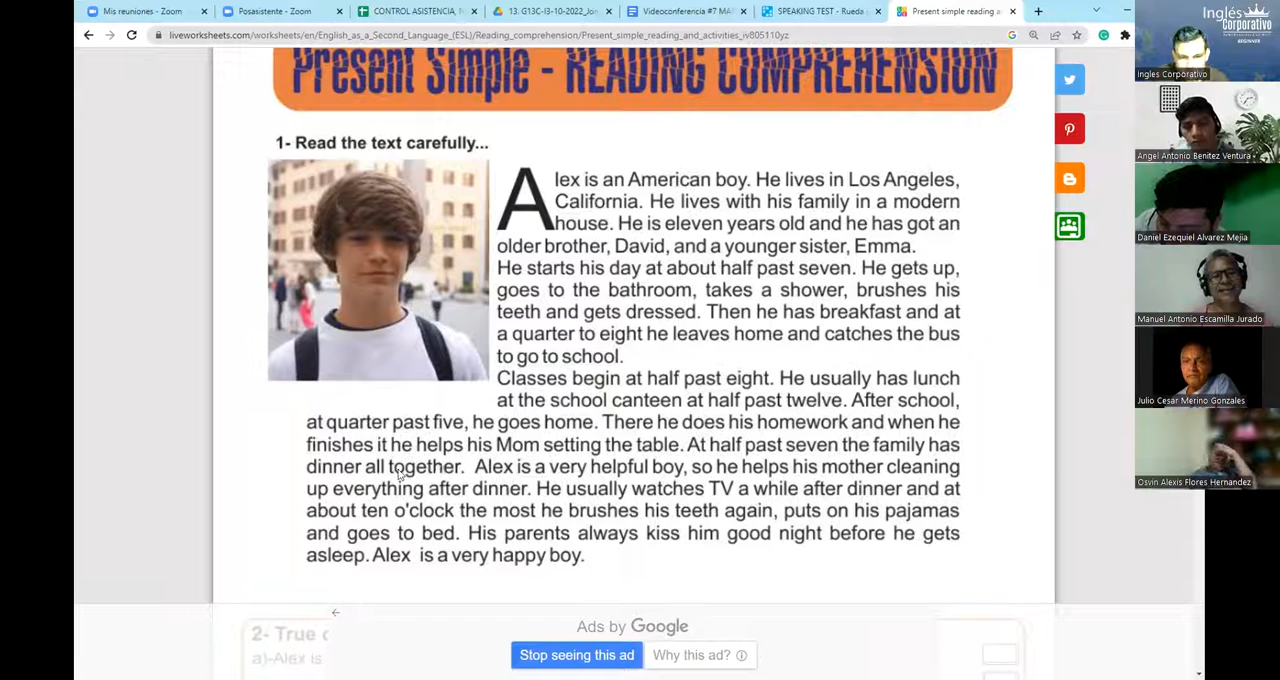 Mis reuniones - Zoom
Posasistente - Zoom
CONTROL ASISTENCIA,
13. G13C-I3-10-2022_Jon
Videoconferencia #7 MA
SPEAKING TEST - Rueda
Present simple reading a
liveworksheets.com/worksheets/en/English_as_a_Second_Language_(ESL)/Reading_comprehension/Present_simple_reading_and_activities_iv805110yz
Present Simple - READING COMPREHENSION
1- Read the text carefully...
Alex is an American boy. He lives in Los Angeles,
California. He lives with his family in a modern
house. He is eleven years old and he has got an
older brother, David, and a younger sister, Emma.
He starts his day at about half past seven. He gets up,
goes to the bathroom, takes a shower, brushes his
teeth and gets dressed. Then he has breakfast and at
a quarter to eight he leaves home and catches the bus
to go to school.
Classes begin at half past eight. He usually has lunch
at the school canteen at half past twelve. After school,
at quarter past five, he goes home. There he does his homework and when he
finishes it he helps his Mom setting the table. At half past seven the family has
dinner all together. Alex is a very helpful boy, so he helps his mother cleaning
up everything after dinner. He usually watches TV a while after dinner and at
about ten o'clock the most he brushes his teeth again, puts on his pajamas
and goes to bed. His parents always kiss him good night before he gets
asleep. Alex is a very happy boy.
Ads by Google
Stop seeing this ad
Why this ad?
2- True
a)-Alex is
Inglés
Corporativo
BEGINNER
Ingles Corporativo
Angel Antonio Benitez Ventura
Daniel Ezequiel Alvarez Mejia
Manuel Antonio Escamilla Jurado
Julio Cesar Merino Gonzales
Osvin Alexis Flores Hernandez